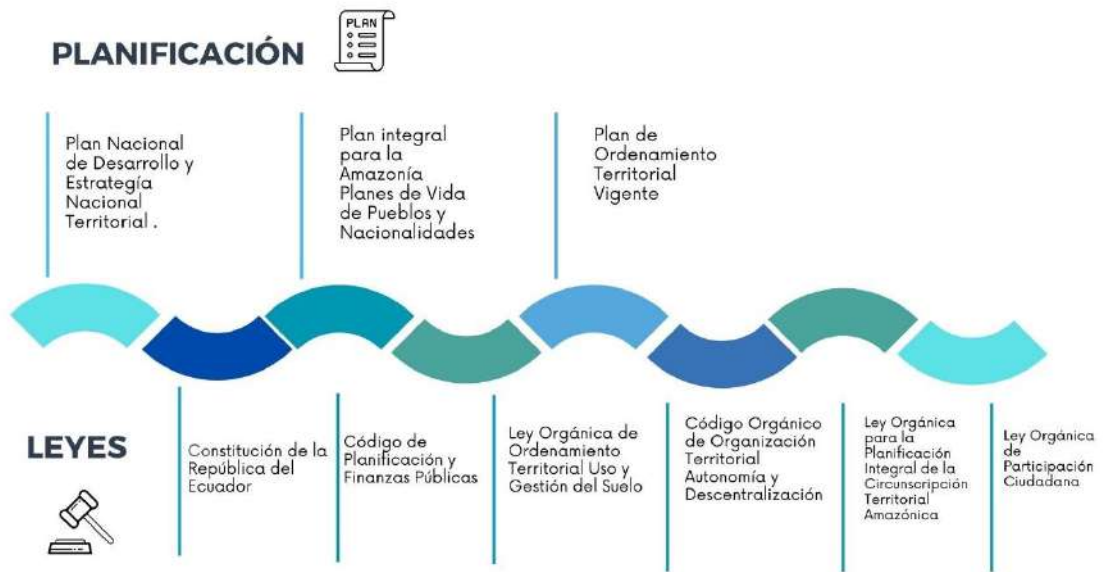 PLAN
PLANIFICACIÓN
Plan Nacional
de Desarrollo y
Estrategía
Nacional
Territorial .
Plan integral
para la
Amazonía
Planes de Vida
de Pueblos y
Nacionalidades
Plan de
Ordenamiento
Territorial
Vigente
LEYES
Constitución de la
República del
Ecuador
Código de
Planificación y
Finanzas Públicas
Ley Orgánica de
Ordenamiento
Territorial Uso y
Gestión del Suelo
Código Orgánico
de Organización
Territorial
Autonomía y
Descentralización
Ley Orgánica
para la
Planificación
Integral de la
Circunscripción
Territorial
Amazónica
Ley Orgánica
de
Participación
Ciudadana